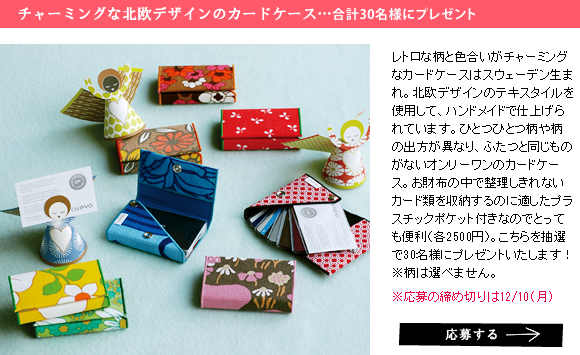 チャーミングな北欧デザインのカードケース…合計30名様にプレゼント
レトロな柄と色合いがチャーミング
なカードケースはスウェーデン生ま
れ。北欧デザインのテキスタイルを
使用して、ハンドメイドで仕上げら
れています。ひとつひとつ柄や柄
の出方が異なり、ふたつと同じもの
がないオンリーワンのカードケー
ス。お財布の中で整理しきれない
カード類を収納するのに適したプラ
スチックポケット付きなのでとって
も便利(各2500円)。こちらを抽選
で30名様にプレゼントいたします！
※柄は選べません。
※応募の締め切りは12/10(月)
応募する